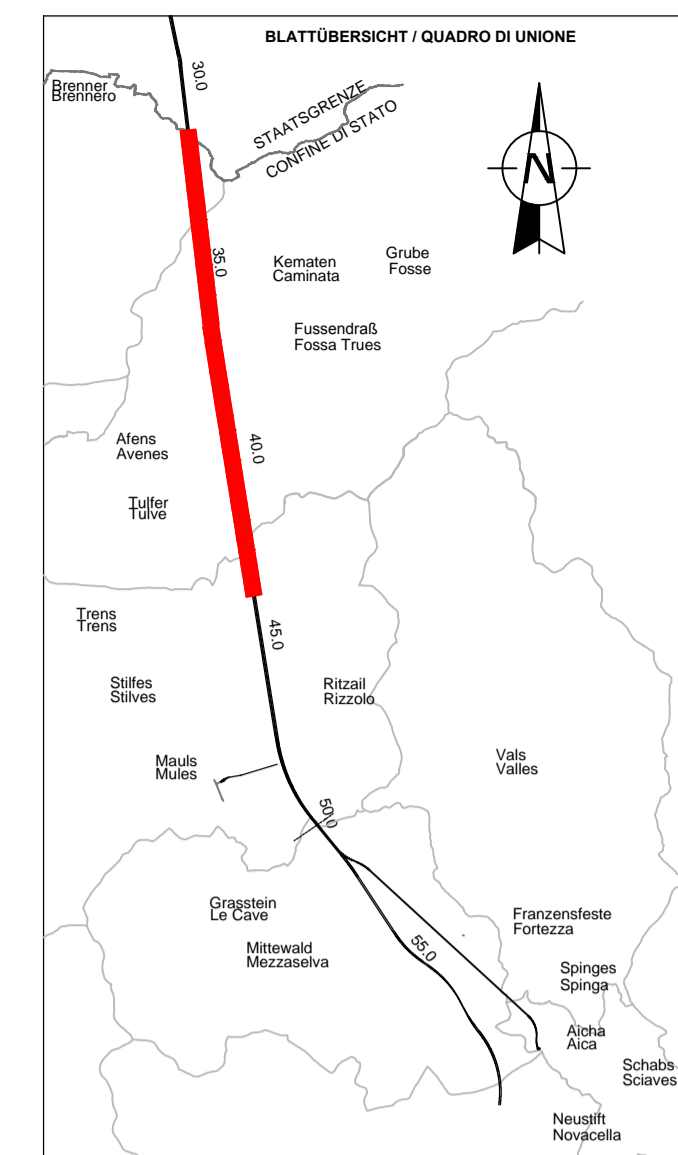 BLATTÜBERSICHT / QUADRO DI UNIONE
30.0
Brenner
Brennero
STAATSGRENZE
CONFINE DI STATO
N
35.0
Kematen
Caminata
Grube
Fosse
Fussendraß
Fossa Trues
Afens
Avenes
40.0
Tulfer
Tulve
Trens
Trens
45.0
Stilfes
Stilves
Ritzail
Rizzolo
Mauls
Mules
Vals
Valles
50.0
Grasstein
Le Cave
Franzensfeste
Fortezza
Mittewald
Mezzaselva
55.0
Spinges
Spinga
Aicha
Aica
Schabs
Sciaves
Neustift
Novacella